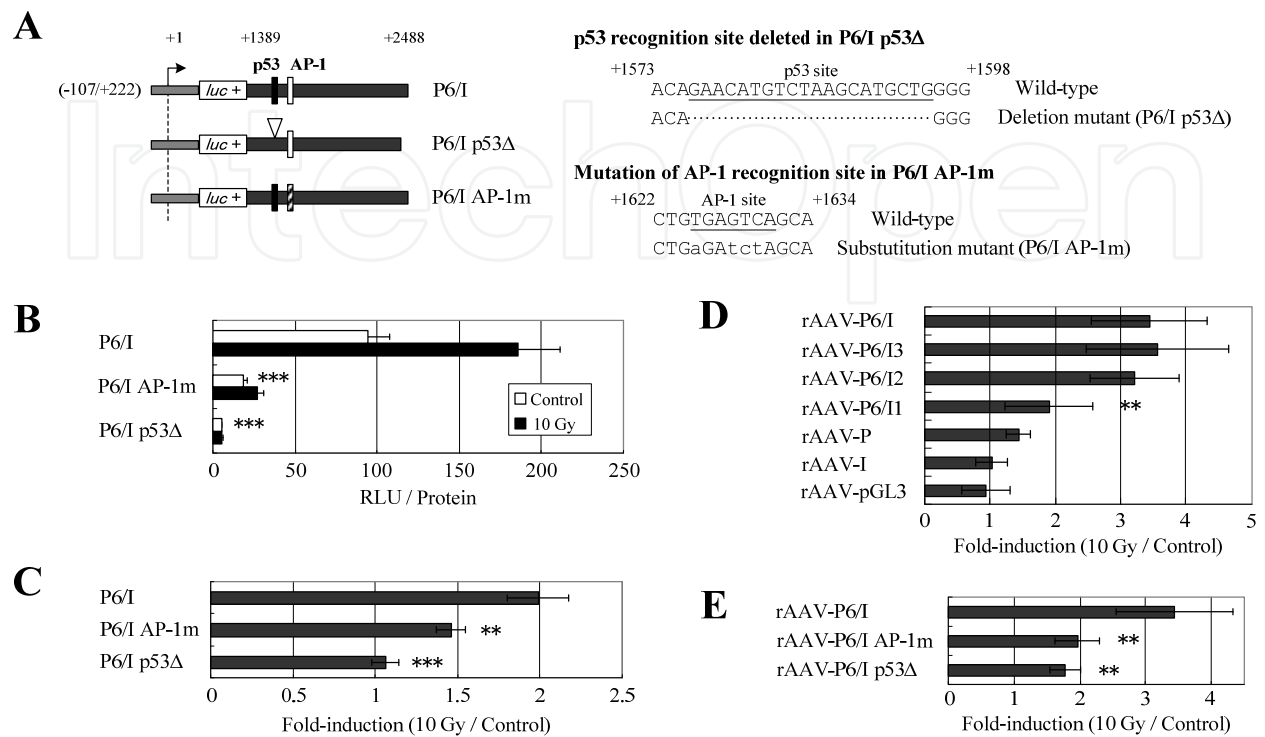 A
+1 +1389 +2488
p53 AP-1
(-107/+222) luc + P6/I
luc + P6/I p53Δ
luc + P6/I AP-1m
p53 recognition site deleted in P6/I p53Δ
+1573 p53 site +1598
ACAGAACATGTCTAAGCATGCTGGGG Wild-type
ACA...................................GGG Deletion mutant (P6/I p53Δ)
Mutation of AP-1 recognition site in P6/I AP-1m
+1622 AP-1 site +1634
CTGTGAGTCAGCA Wild-type
CTGaGAtctAGCA Substutitution mutant (P6/I AP-1m)
B
P6/I
P6/I AP-1m ***
P6/I p53Δ ***
Control
10 Gy
0 50 100 150 200 250
RLU / Protein
C
P6/I
P6/I AP-1m **
P6/I p53Δ ***
0 0.5 1 1.5 2 2.5
Fold-induction (10 Gy / Control)
D
rAAV-P6/I
rAAV-P6/I3
rAAV-P6/I2
rAAV-P6/I1 **
rAAV-P
rAAV-I
rAAV-pGL3
0 1 2 3 4 5
Fold-induction (10 Gy / Control)
E
rAAV-P6/I
rAAV-P6/I AP-1m **
rAAV-P6/I p53Δ **
0 1 2 3 4
Fold-induction (10 Gy / Control)
IntechOpen